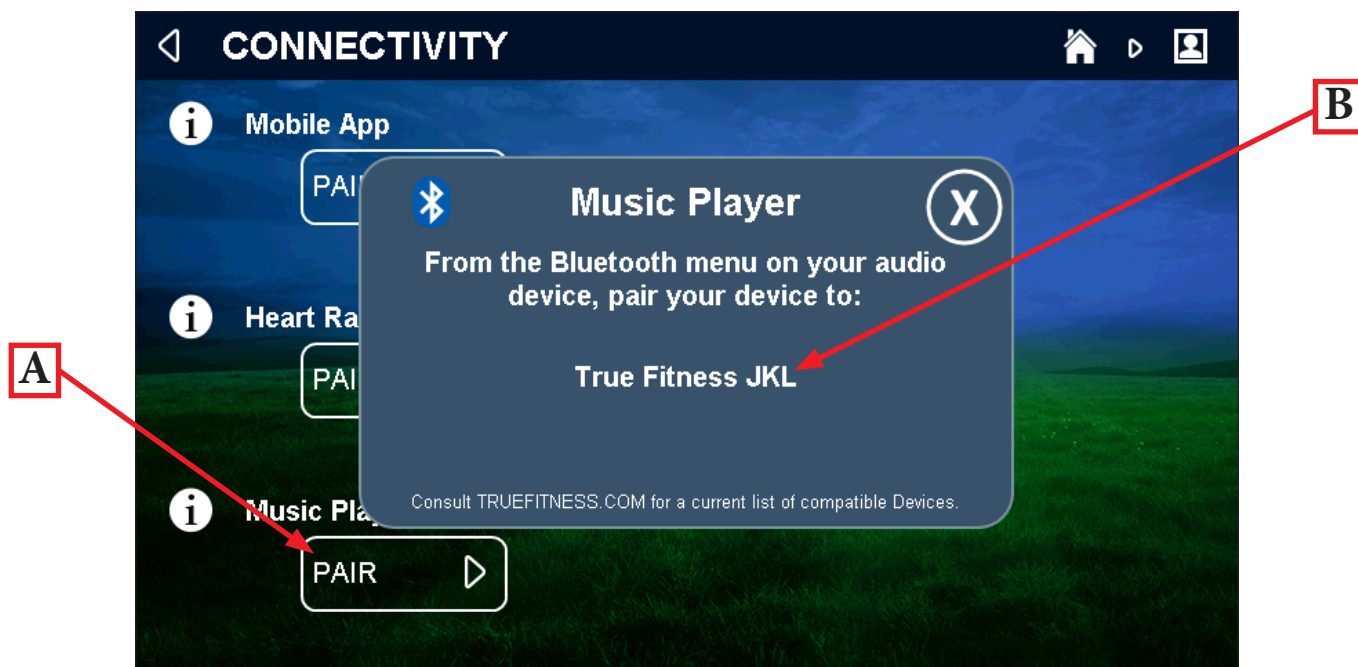 CONNECTIVITY
B
i Mobile App
PAI
Music Player
X
From the Bluetooth menu on your audio
device, pair your device to:
i Heart Ra
A
PAI
True Fitness JKL
i Music Pla
Consult TRUEFITNESS.COM for a current list of compatible Devices.
PAIR